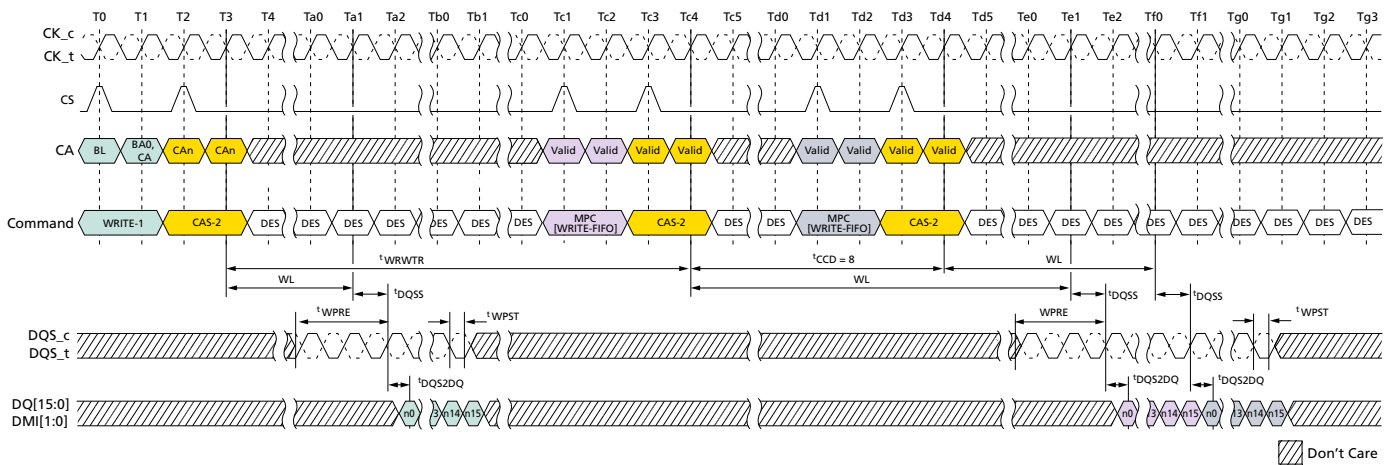 T0 T1 T2 T3 T4 Ta0 Ta1 Ta2 Tb0 Tb1 Tc0 Tc1 Tc2 Tc3 Tc4 Tc5 Td0 Td1 Td2 Td3 Td4 Td5 Te0 Te1 Te2 Tf0 Tf1 Tg0 Tg1 Tg2 Tg3
CK_c
CK_t
CS
CA BL BA0, CA CAn CAn Valid Valid Valid Valid Valid Valid Valid Valid
Command WRITE-1 CAS-2 DES DES DES DES DES DES DES MPC [WRITE-FIFO] CAS-2 DES DES MPC [WRITE-FIFO] CAS-2 DES DES DES DES DES DES DES DES DES DES
tWRWTR tCCD = 8 WL
WL WL
tDQSS tDQSS tDQSS
tWPRE tWPST WPRE tWPST
DQS_c
DQS_t
tDQS2DQ tDQS2DQ tDQS2DQ
DQ[15:0] n0 13 n14 n15 n0 13 n14 n15 n0 13 n14 n15
DMI[1:0]
Don't Care